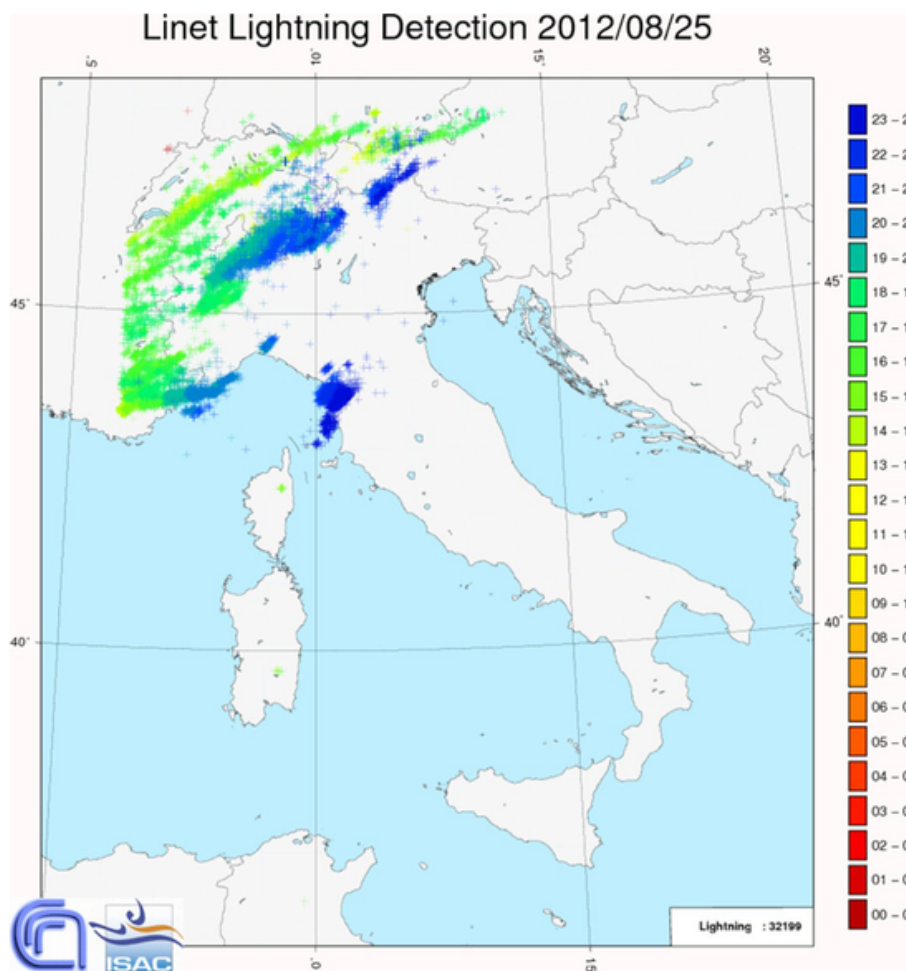 Linet Lightning Detection 2012/08/25
5°
10°
15°
20°
23 – 2
22 – 2
21 – 2
20 – 2
19 – 2
18 – 1
17 – 1
16 – 1
15 – 1
14 – 1
13 – 1
12 – 1
11 – 1
10 – 1
09 – 1
08 – 0
07 – 0
06 – 0
05 – 0
04 – 0
03 – 0
02 – 0
01 – 0
00 – 0
45°
45°
40°
40°
Lightning : 32199
ISAC
15